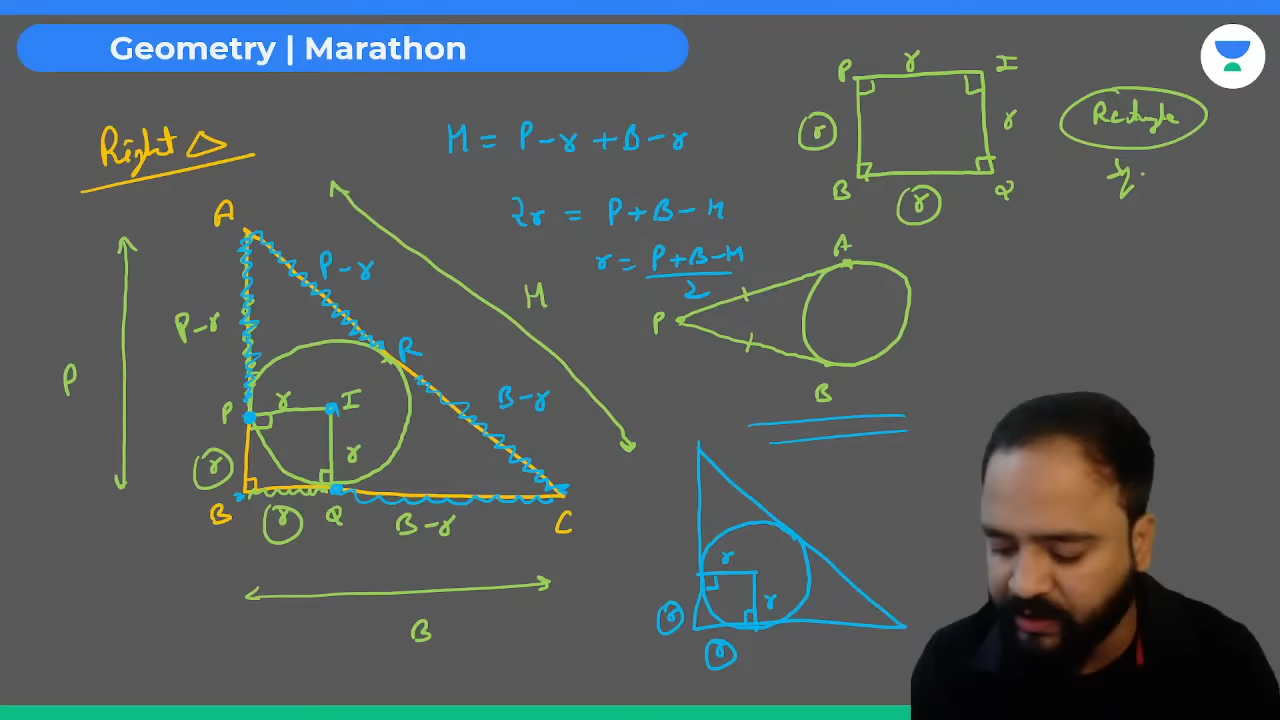 Geometry | Marathon
Right △
H = P-r + B-r
2r = P+B-H
r = P+B-H
2
P
r
I
r
r
B
r
Q
Rectangle
A
P
B
A
P-r
P-r
H
R
B-r
P
P
r
I
r
r
B
r
Q
B-r
C
B
r
r
r
r